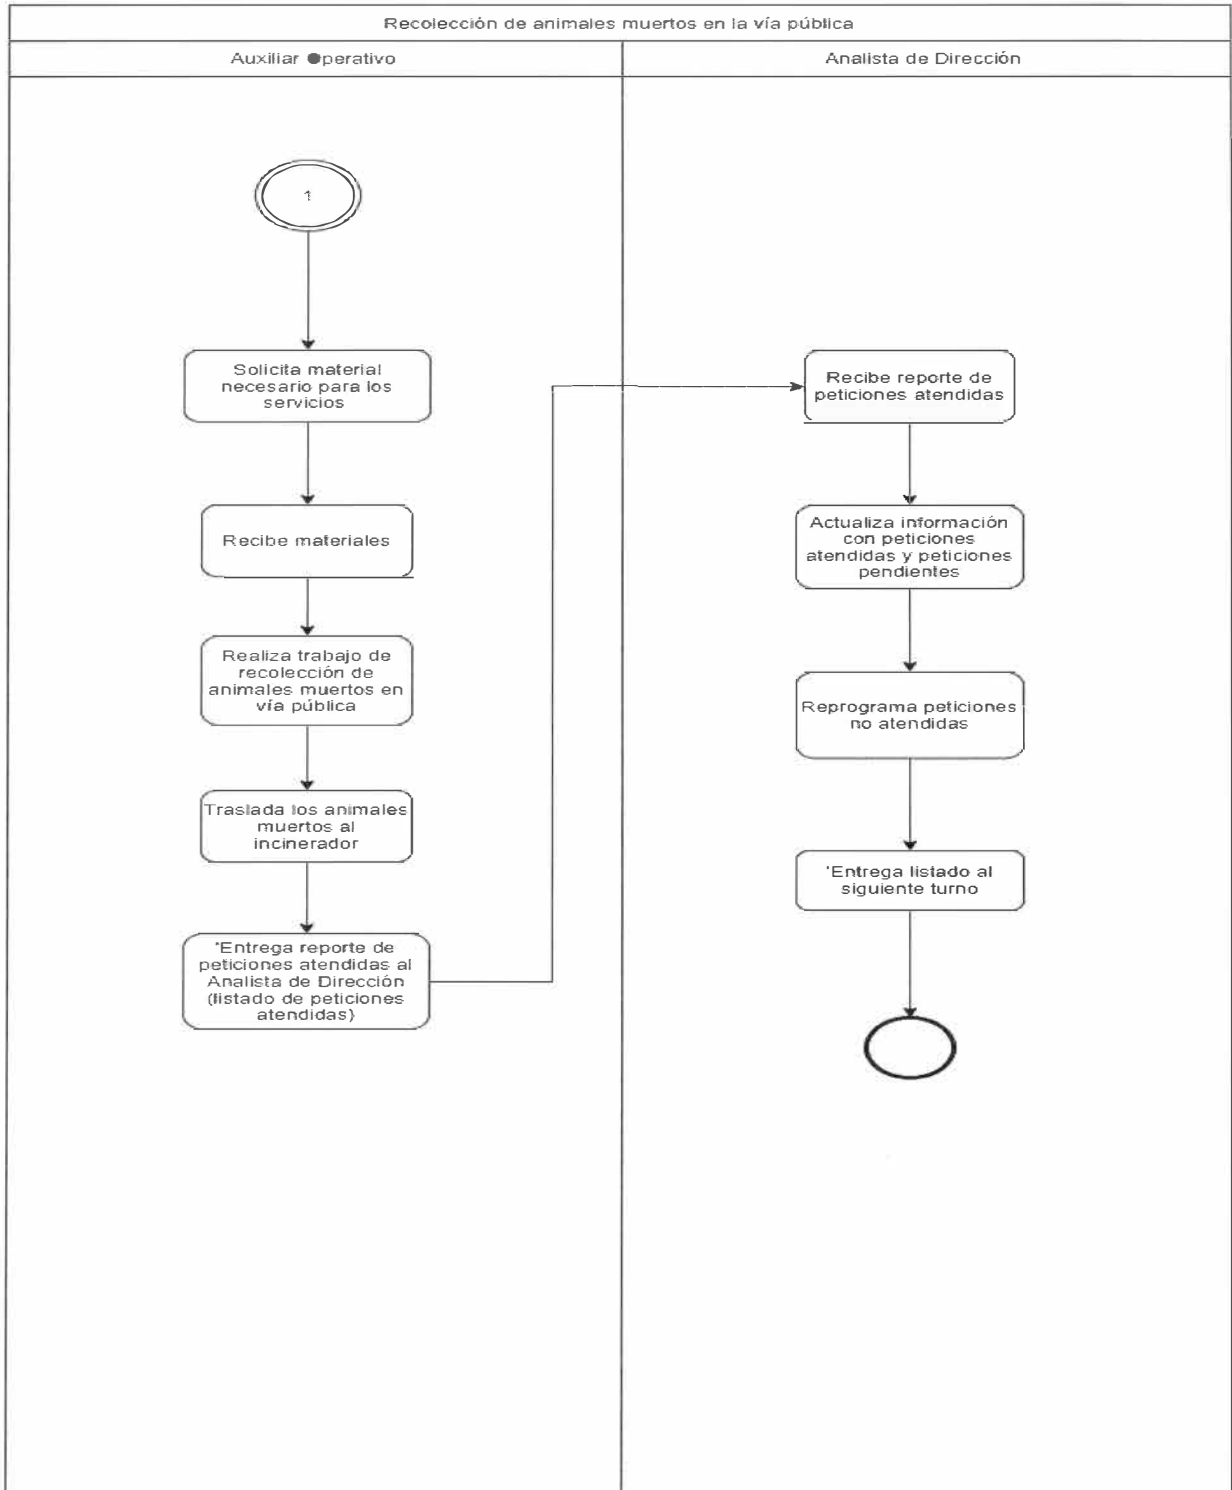 Recolección de animales muertos en la vía pública
Auxiliar Operativo
Analista de Dirección
1
Solicita material
necesario para los
servicios
Recibe materiales
Realiza trabajo de
recolección de
animales muertos en
vía pública
Traslada los animales
muertos al
incinerador
'Entrega reporte de
peticiones atendidas al
Analista de Dirección
(listado de peticiones
atendidas)
Recibe reporte de
peticiones atendidas
Actualiza información
con peticiones
atendidas y peticiones
pendientes
Reprograma peticiones
no atendidas
'Entrega listado al
siguiente turno